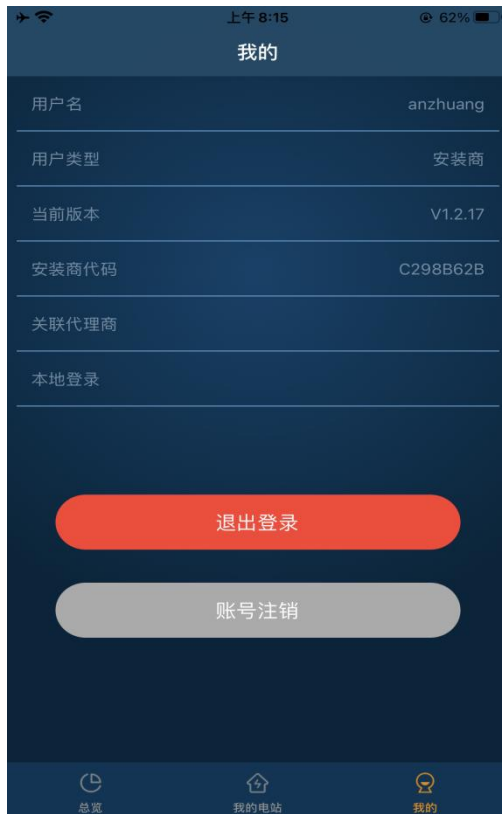 上午 8:15 62%
我的
用户名 anzhuang
用户类型 安装商
当前版本 V1.2.17
安装商代码 C298B62B
关联代理商
本地登录
退出登录
账号注销
总览 我的电站 我的